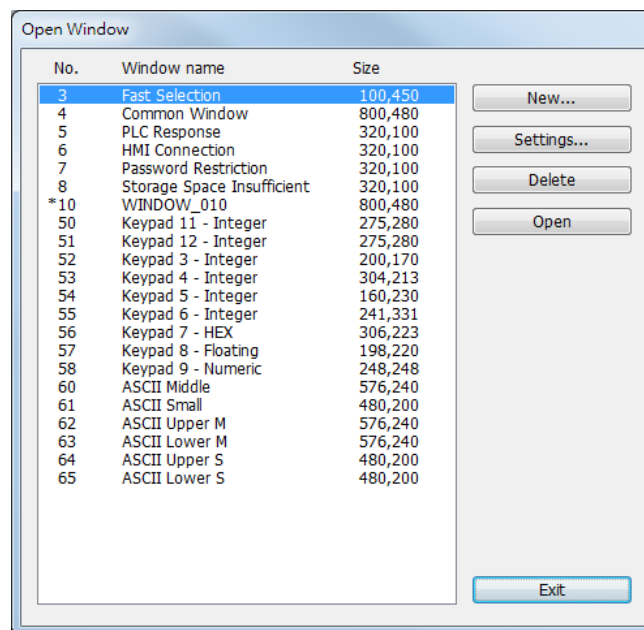 Open Window
No. Window name Size
3 Fast Selection 100,450
4 Common Window 800,480
5 PLC Response 320,100
6 HMI Connection 320,100
7 Password Restriction 320,100
8 Storage Space Insufficient 320,100
*10 WINDOW_010 800,480
50 Keypad 11 - Integer 275,280
51 Keypad 12 - Integer 275,280
52 Keypad 3 - Integer 200,170
53 Keypad 4 - Integer 304,213
54 Keypad 5 - Integer 160,230
55 Keypad 6 - Integer 241,331
56 Keypad 7 - HEX 306,223
57 Keypad 8 - Floating 198,220
58 Keypad 9 - Numeric 248,248
60 ASCII Middle 576,240
61 ASCII Small 480,200
62 ASCII Upper M 576,240
63 ASCII Lower M 576,240
64 ASCII Upper S 480,200
65 ASCII Lower S 480,200
New...
Settings...
Delete
Open
Exit